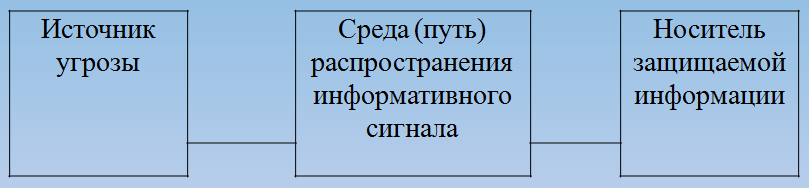 Источник
угрозы
Среда (путь)
распространения
информативного
сигнала
Носитель
защищаемой
информации